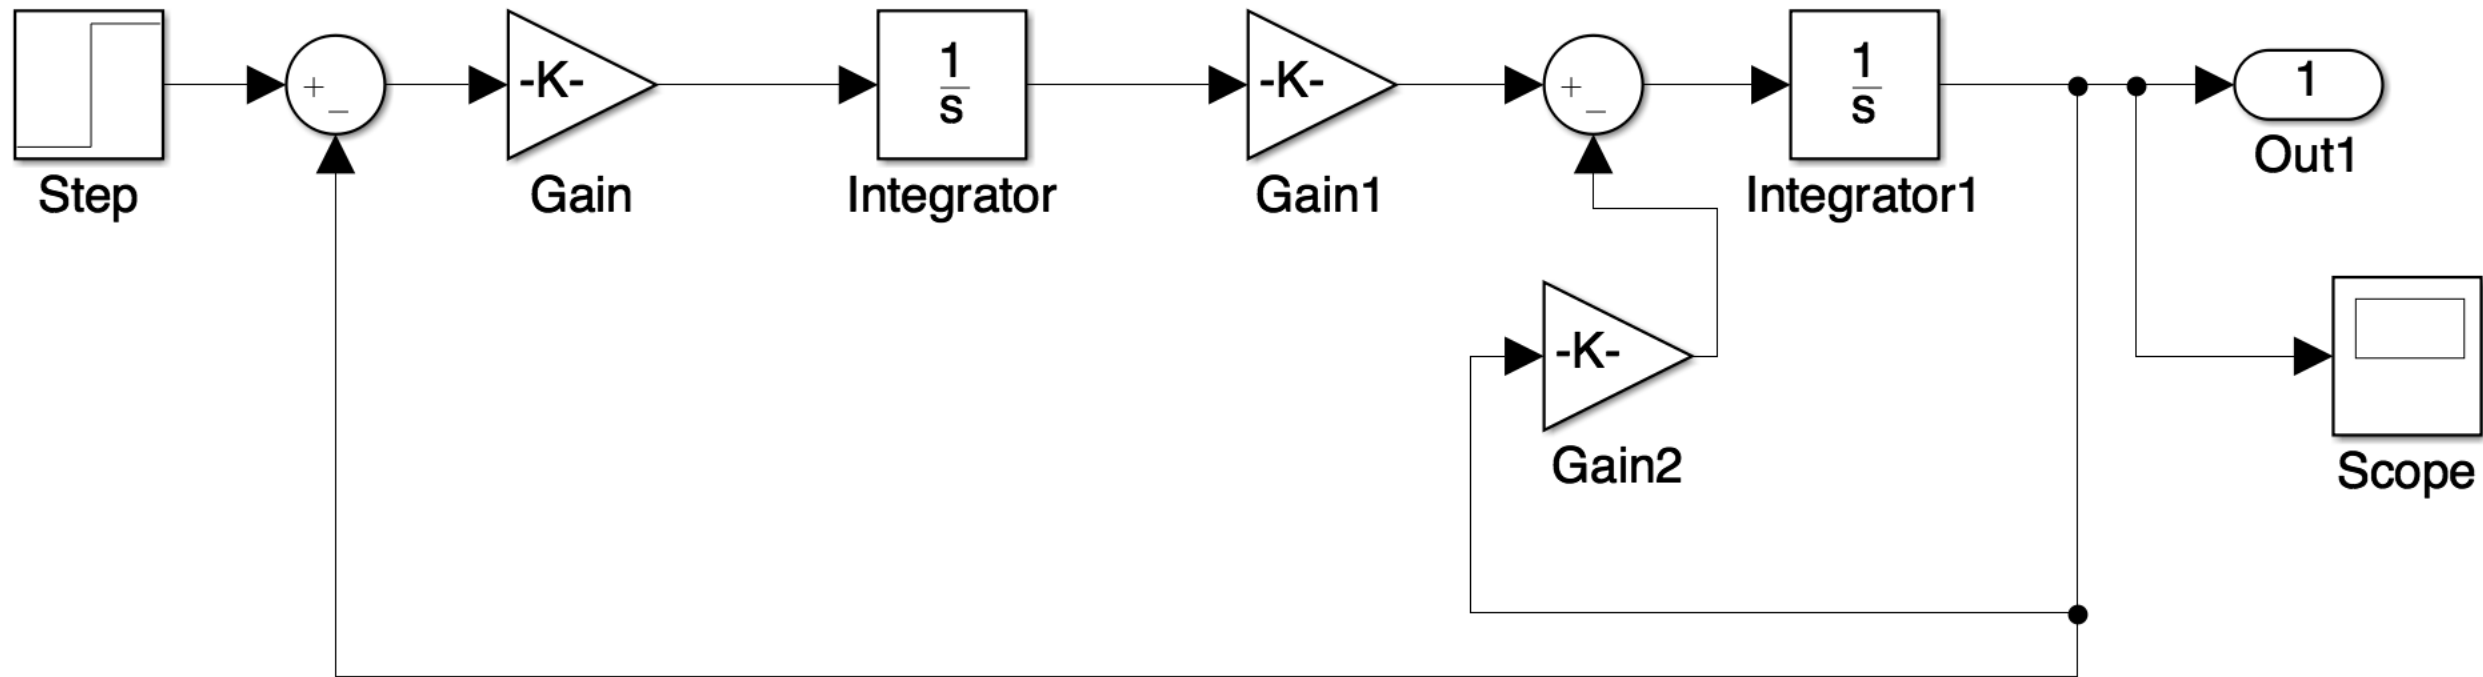 Step
+
−
-K-
Gain
1
s
Integrator
-K-
Gain1
+
−
1
s
Integrator1
1
Out1
-K-
Gain2
Scope